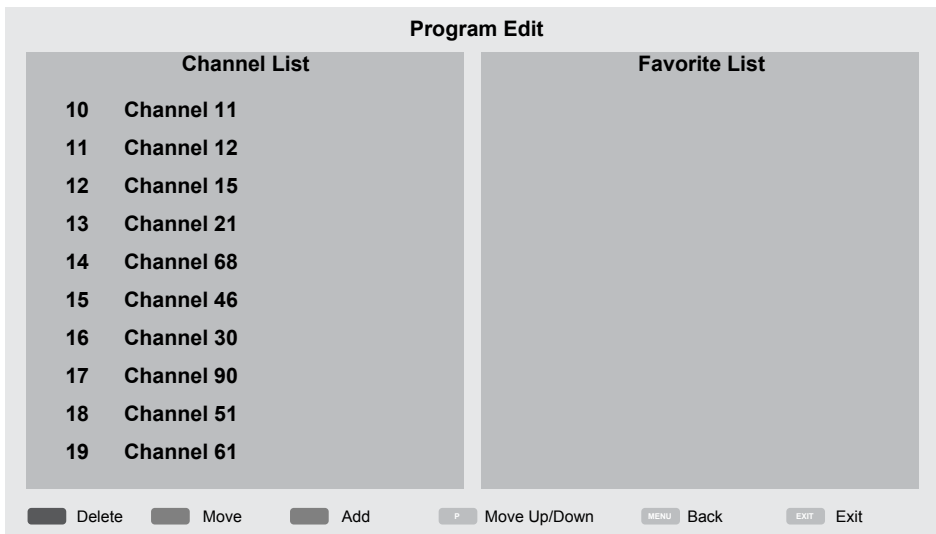 Program Edit
Channel List
10 Channel 11
11 Channel 12
12 Channel 15
13 Channel 21
14 Channel 68
15 Channel 46
16 Channel 30
17 Channel 90
18 Channel 51
19 Channel 61
Favorite List
Delete Move Add P Move Up/Down MENU Back EXIT Exit